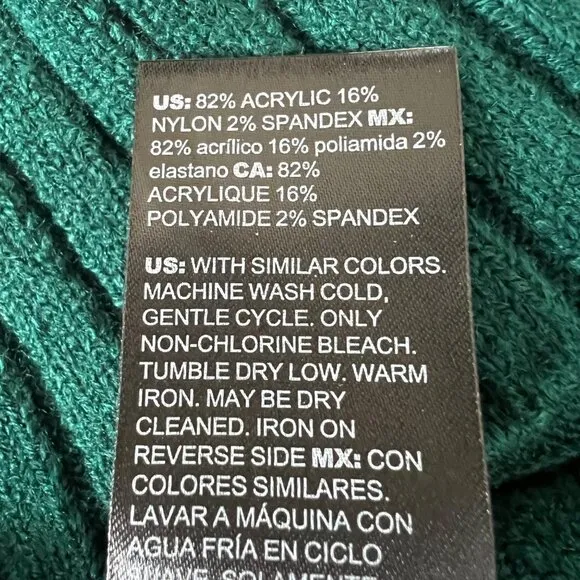 US: 82% ACRYLIC 16%
NYLON 2% SPANDEX MX:
82% acrílico 16% poliamida 2%
elastano CA: 82%
ACRYLIQUE 16%
POLYAMIDE 2% SPANDEX
US: WITH SIMILAR COLORS.
MACHINE WASH COLD,
GENTLE CYCLE. ONLY
NON-CHLORINE BLEACH.
TUMBLE DRY LOW. WARM
IRON. MAY BE DRY
CLEANED. IRON ON
REVERSE SIDE MX: CON
COLORES SIMILARES.
LAVAR A MÁQUINA CON
AGUA FRÍA EN CICLO
SUAVE. SOLAMENTE